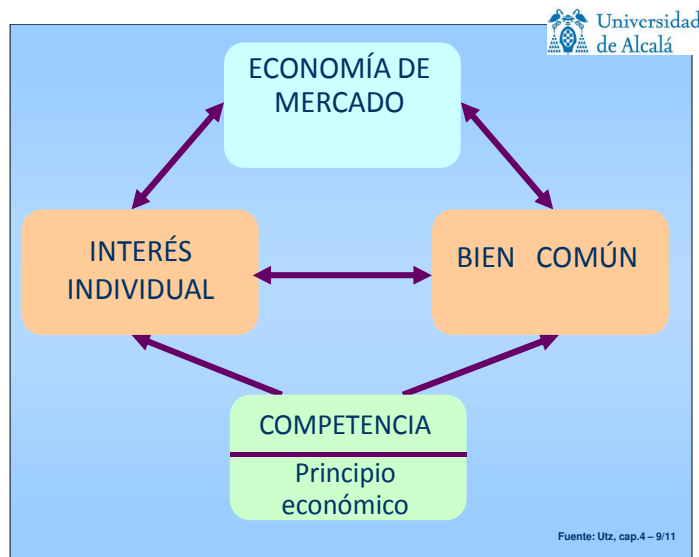 Universidad
de Alcalá
ECONOMÍA DE
MERCADO
INTERÉS
INDIVIDUAL
BIEN COMÚN
COMPETENCIA
Principio
económico
Fuente: Utz, cap.4 – 9/11